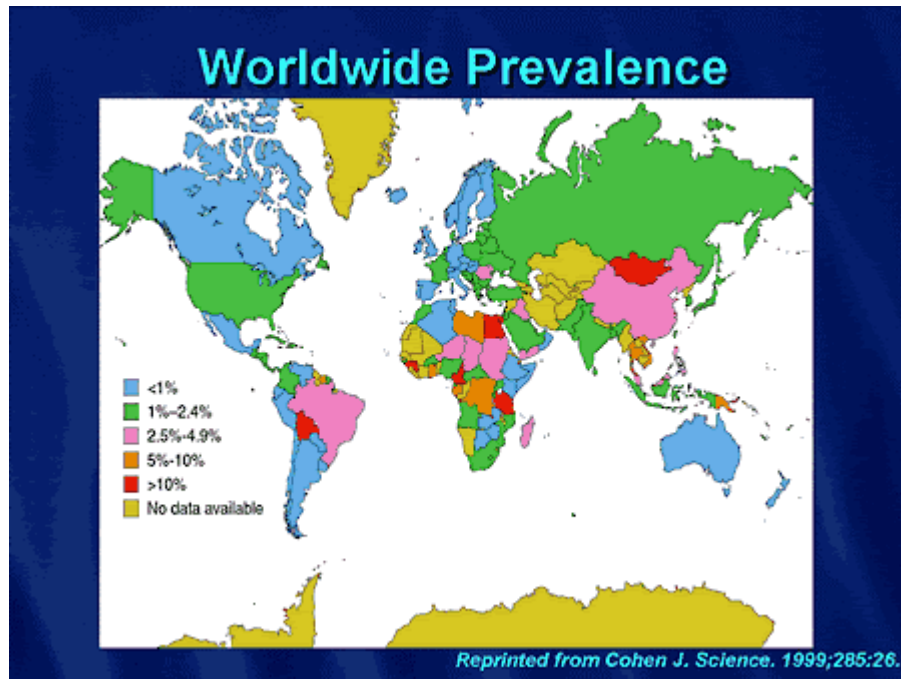 Worldwide Prevalence
<1%
1%–2.4%
2.5%-4.9%
5%-10%
>10%
No data available
Reprinted from Cohen J. Science. 1999;285:26.